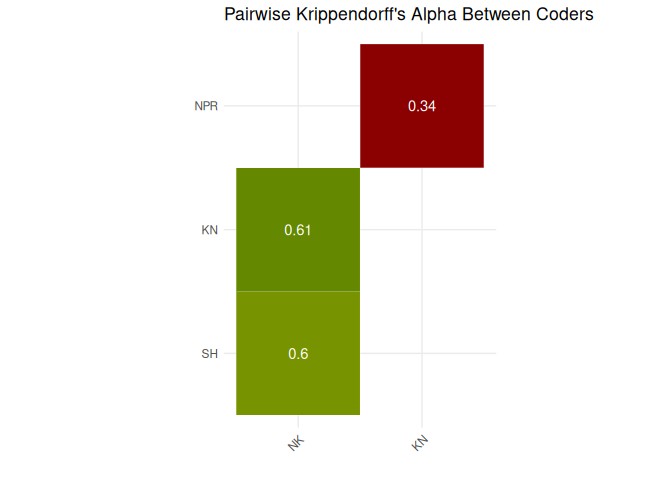 Pairwise Krippendorff's Alpha Between Coders
NPR
0.34
KN
0.61
SH
0.6
NK
KN